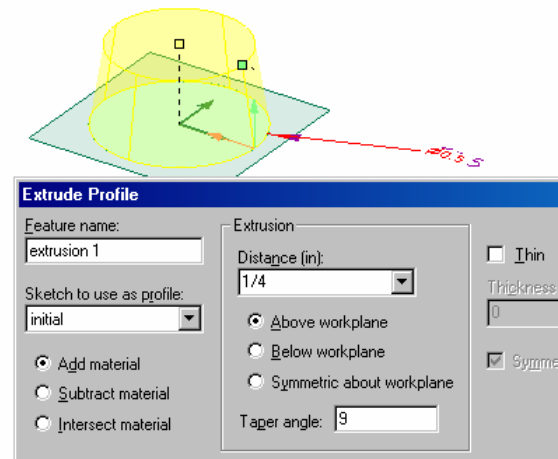 Extrude Profile
Feature name:
extrusion 1
Sketch to use as profile:
initial
Add material
Subtract material
Intersect material
Extrusion
Distance (in):
1/4
Above workplane
Below workplane
Symmetric about workplane
Taper angle: 9
Thin
Thickness
0